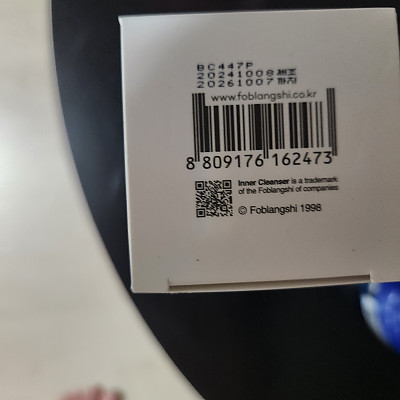 BC447P
20241008제조
20261007까지
www.foblangshi.co.kr
8 809176 162473
Inner Cleanser is a trademark
of the Foblangshi of companies
© Foblangshi 1998